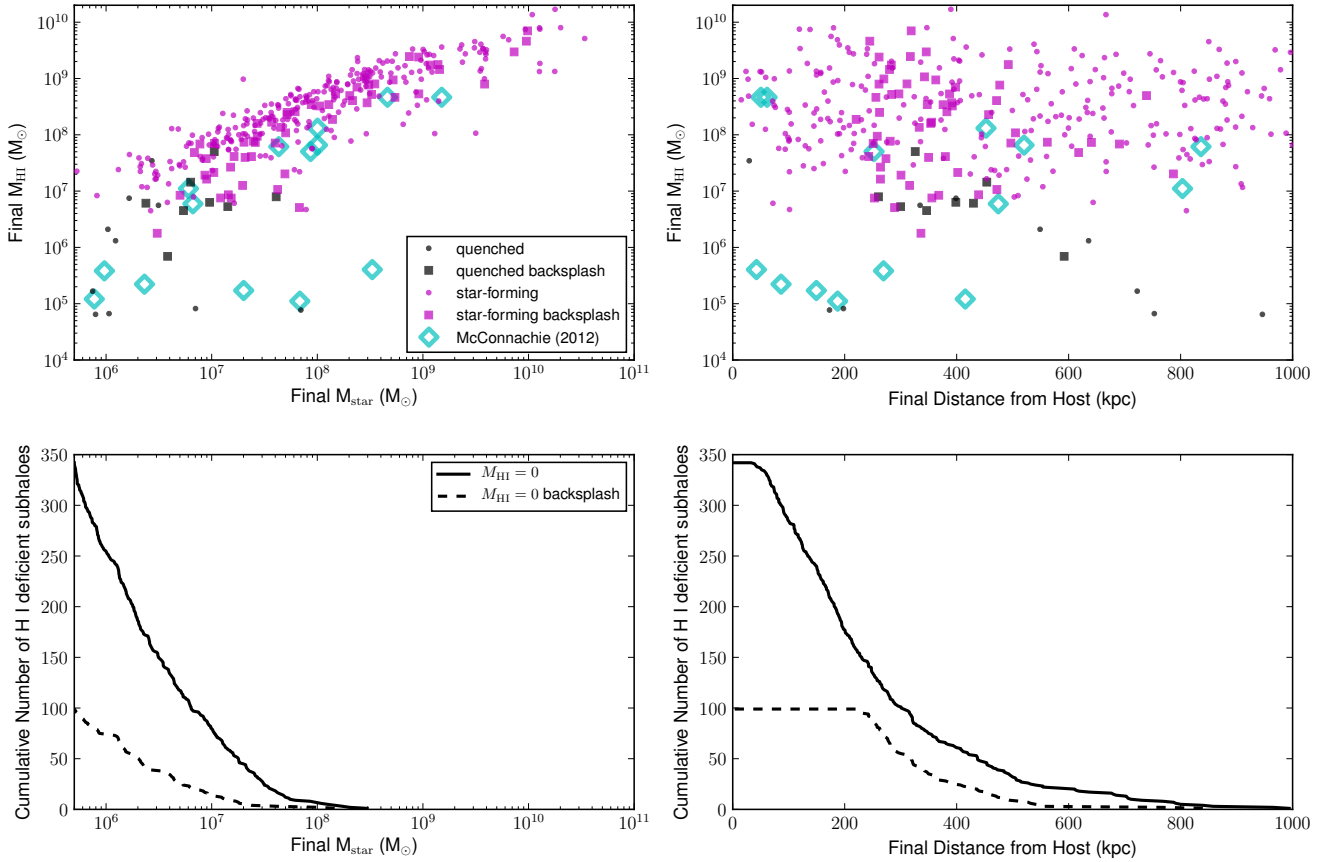 Final M_HI (M_⊙)
10^10
10^9
10^8
10^7
10^6
10^5
10^4
10^6 10^7 10^8 10^9 10^10 10^11
Final M_star (M_⊙)
quenched
quenched backsplash
star-forming
star-forming backsplash
McConnachie (2012)
Final M_HI (M_⊙)
10^10
10^9
10^8
10^7
10^6
10^5
10^4
0 200 400 600 800 1000
Final Distance from Host (kpc)
Cumulative Number of H I deficient subhaloes
350
300
250
200
150
100
50
0
10^6 10^7 10^8 10^9 10^10 10^11
Final M_star (M_⊙)
M_HI = 0
M_HI = 0 backsplash
Cumulative Number of H I deficient subhaloes
350
300
250
200
150
100
50
0
0 200 400 600 800 1000
Final Distance from Host (kpc)